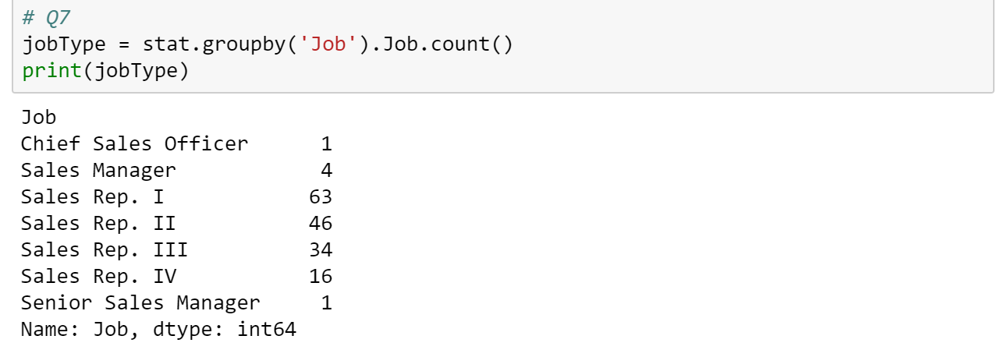 # Q7
jobType = stat.groupby('Job').Job.count()
print(jobType)
Job
Chief Sales Officer      1
Sales Manager            4
Sales Rep. I            63
Sales Rep. II           46
Sales Rep. III          34
Sales Rep. IV           16
Senior Sales Manager     1
Name: Job, dtype: int64